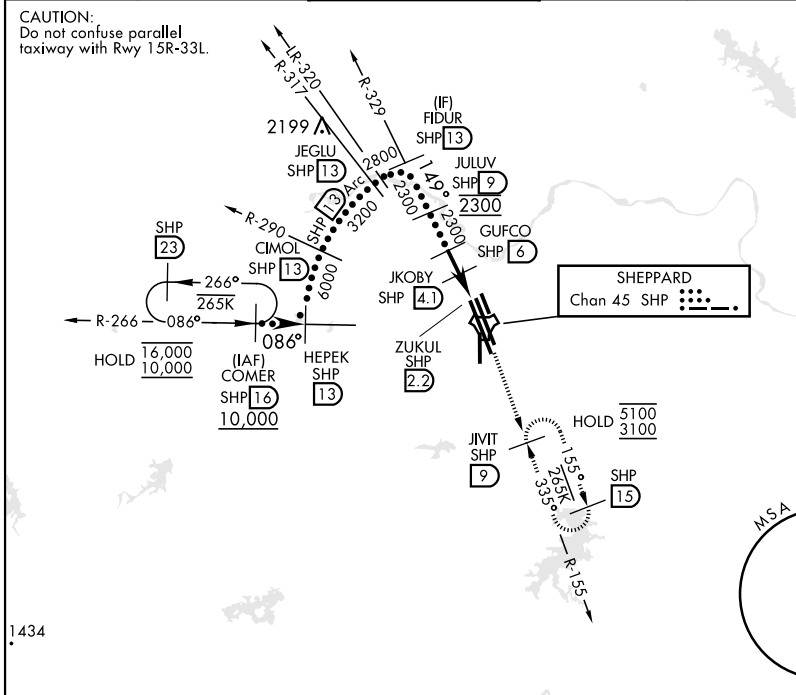 CAUTION:
Do not confuse parallel
taxiway with Rwy 15R-33L.
LR-320
R-317
R-329
2199
(IF)
FIDUR
SHP 13
JEGLU
SHP 13
2800
149°
JULUV
SHP 9
2300
SHP 13 Arc
3200
2300
2300
R-290
GUFCO
SHP 6
SHP
23
CIMOL
SHP 13
6000
JKOBY
SHP 4.1
SHEPPARD
Chan 45 SHP
266°
265K
R-266
086°
086°
HOLD 16,000
10,000
(IAF)
COMER
SHP 16
10,000
HEPEK
SHP
13
ZUKUL
SHP
2.2
HOLD 5100
3100
JIVIT
SHP
9
155°
265K
335°
SHP
15
R-155
MSA
1434